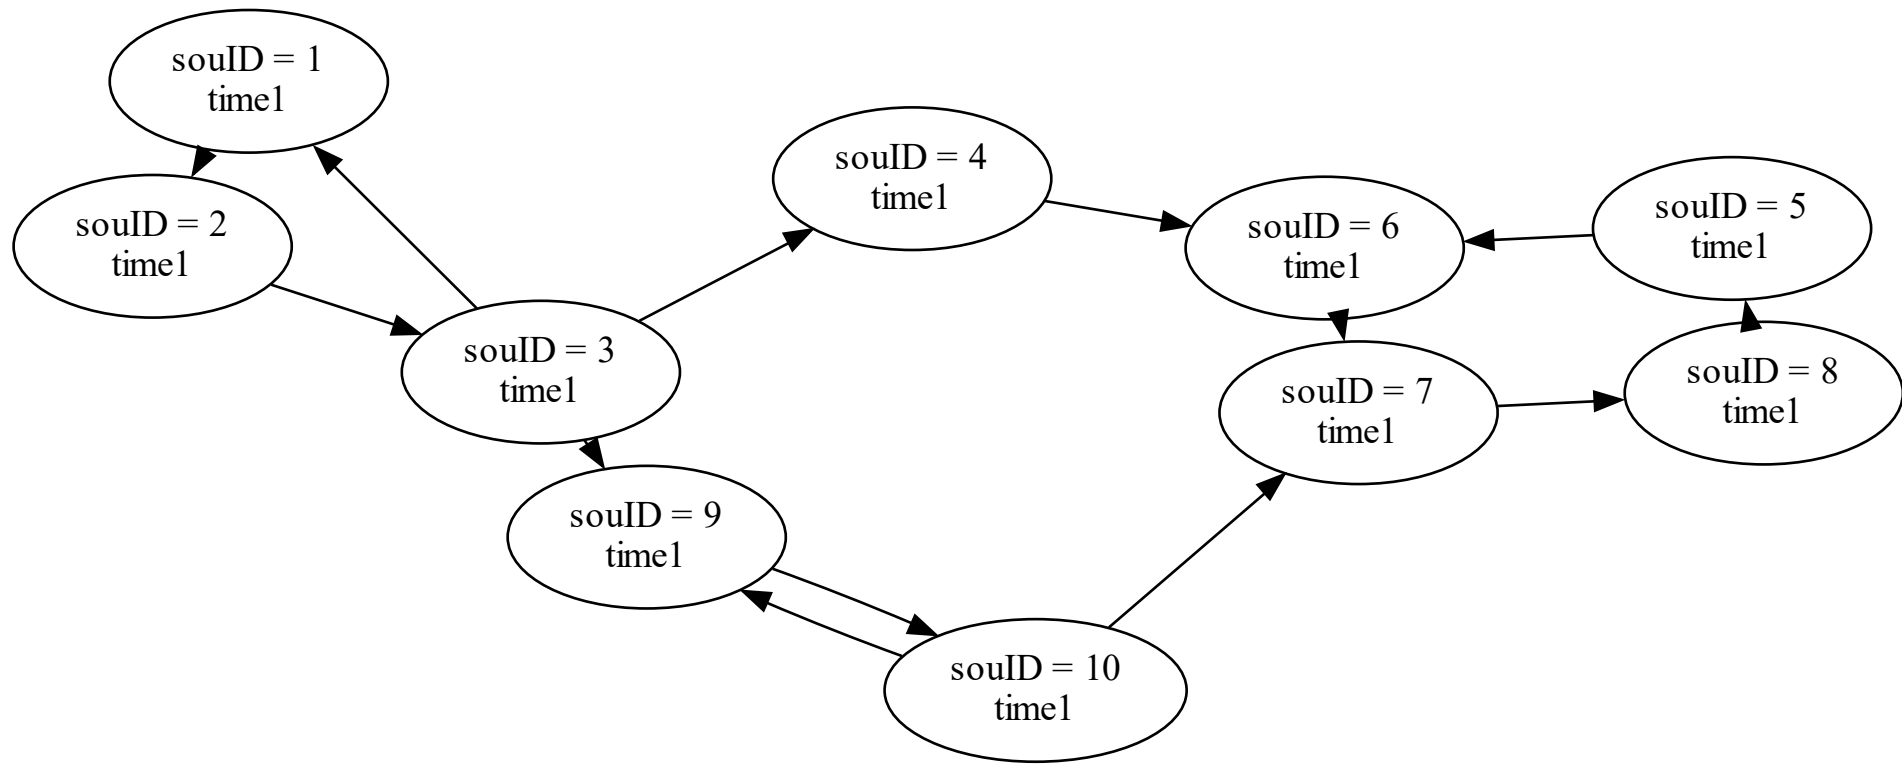 souID = 1
time1
souID = 2
time1
souID = 3
time1
souID = 4
time1
souID = 6
time1
souID = 5
time1
souID = 7
time1
souID = 8
time1
souID = 9
time1
souID = 10
time1